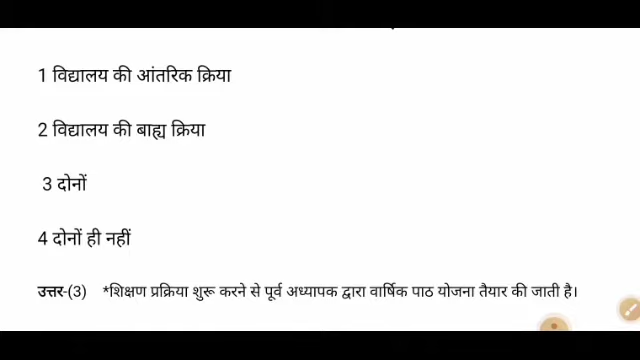 1 विद्यालय की आंतरिक क्रिया
2 विद्यालय की बाह्य क्रिया
3 दोनों
4 दोनों ही नहीं
उत्तर-(3) *शिक्षण प्रक्रिया शुरू करने से पूर्व अध्यापक द्वारा वार्षिक पाठ योजना तैयार की जाती है।